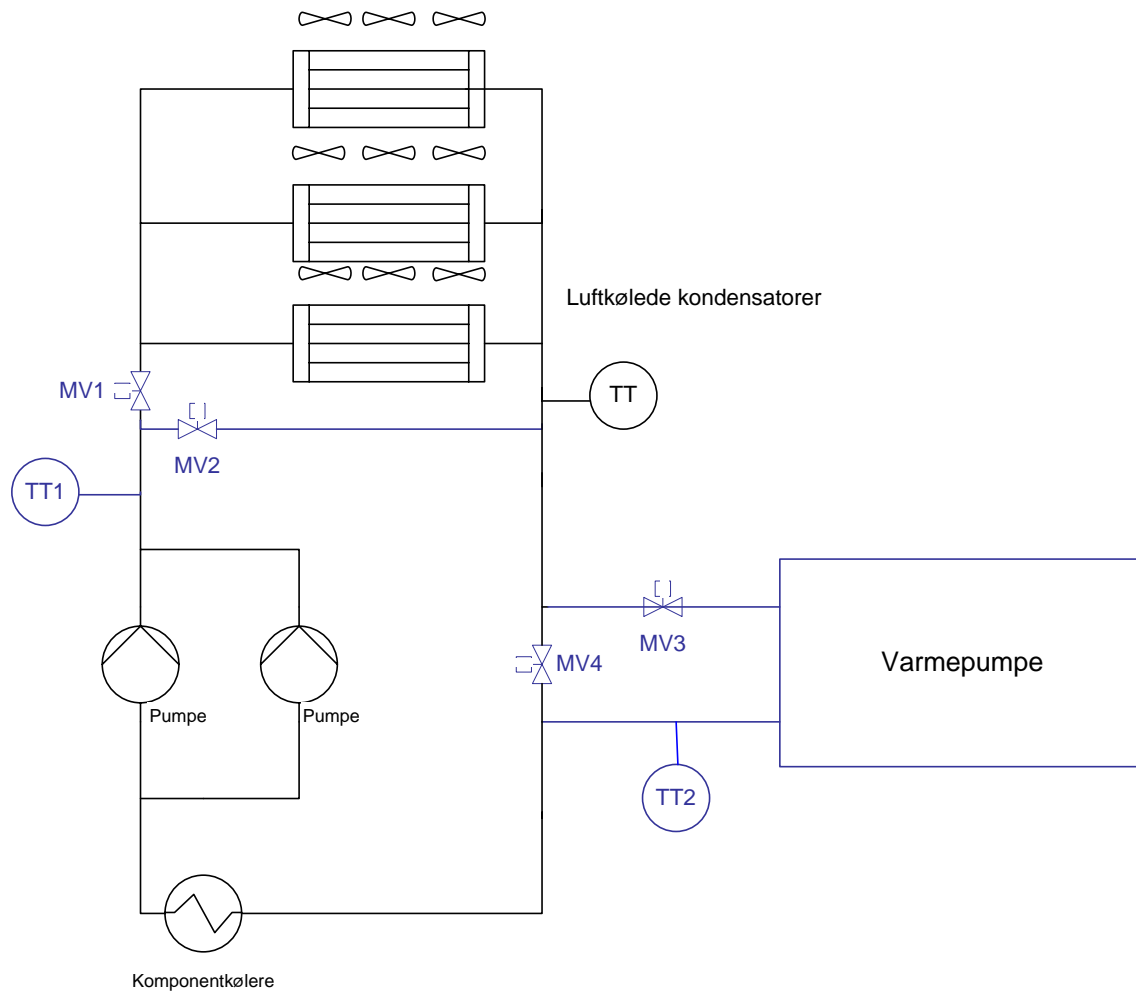 Luftkølede kondensatorer
TT
MV1
MV2
TT1
MV3
MV4
Varmepumpe
Pumpe
Pumpe
TT2
Komponentkølere